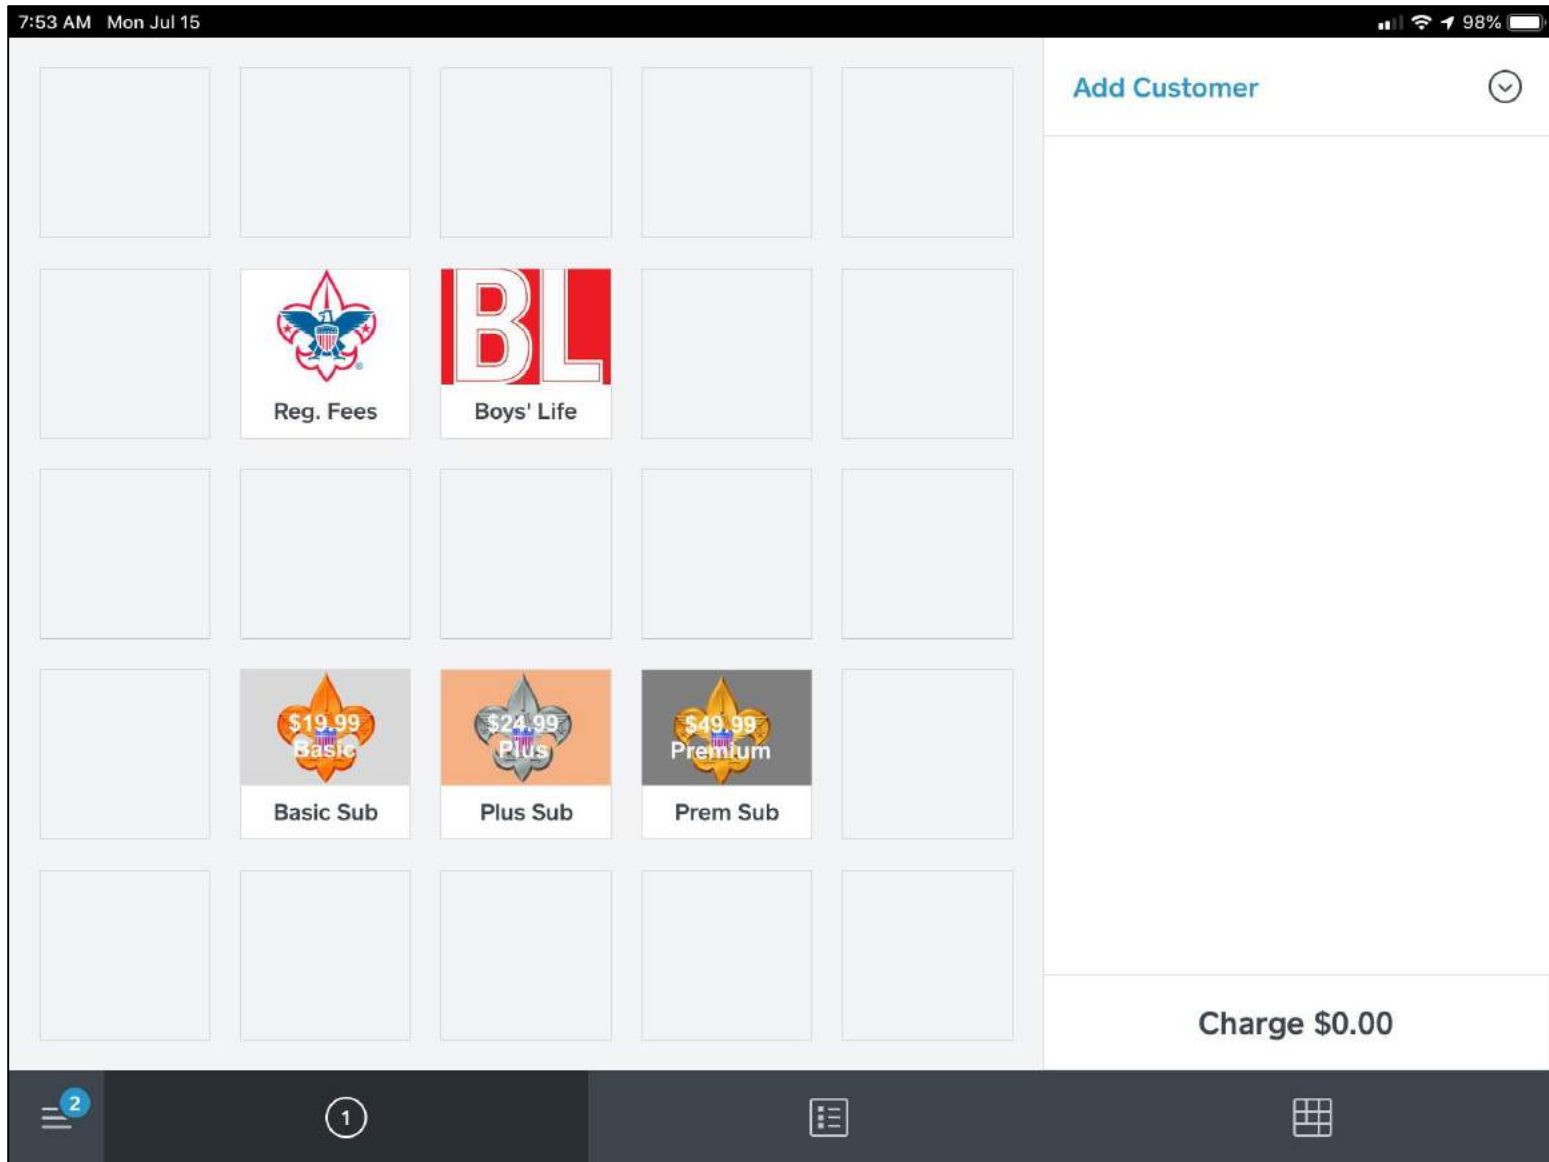 7:53 AM Mon Jul 15
98%
Add Customer
BL
Reg. Fees
Boys' Life
$19.99
Basic
$24.99
Plus
$49.99
Premium
Basic Sub
Plus Sub
Prem Sub
Charge $0.00
2
1